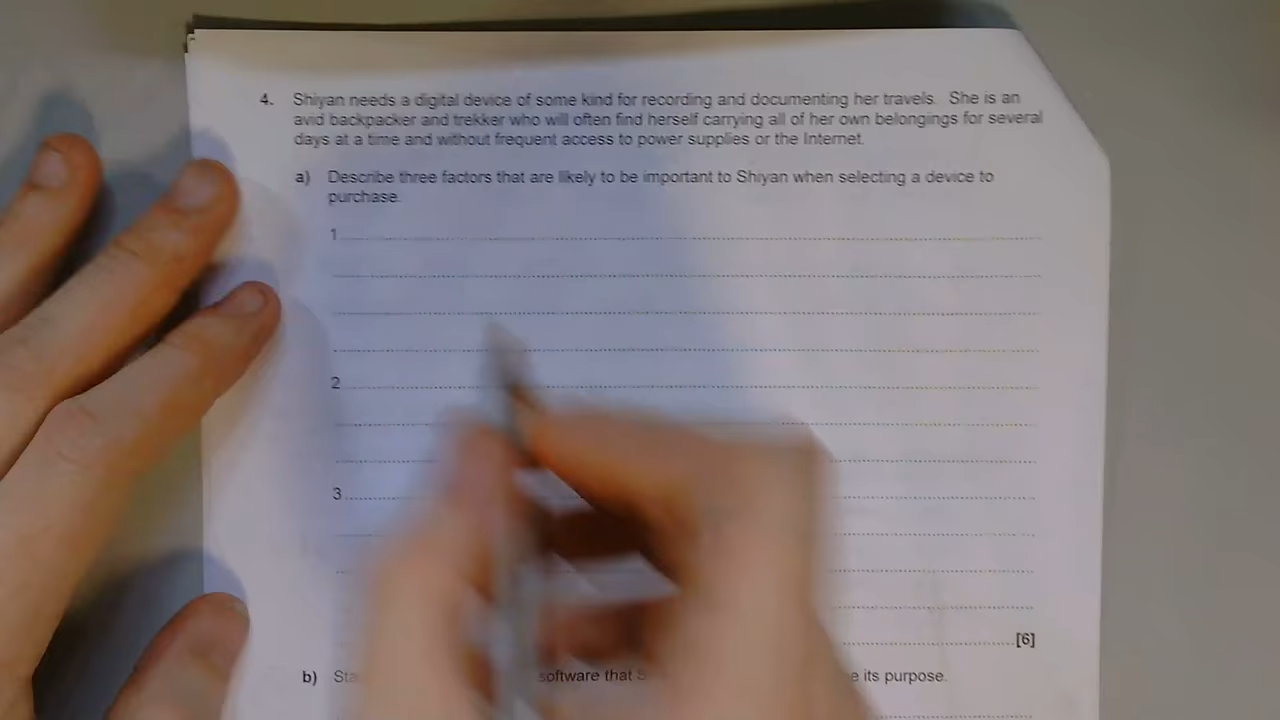 4. Shiyan needs a digital device of some kind for recording and documenting her travels. She is an
avid backpacker and trekker who will often find herself carrying all of her own belongings for several
days at a time and without frequent access to power supplies or the Internet.
a) Describe three factors that are likely to be important to Shiyan when selecting a device to
purchase.
1
2
3
[6]
b) software that its purpose.